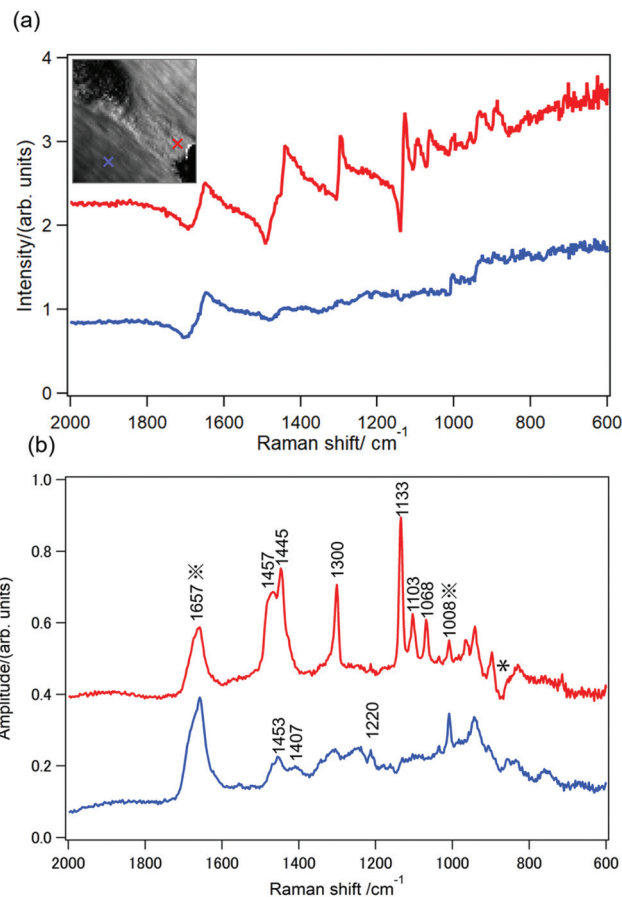 (a)
4
3
2
1
0
Intensity/(arb. units)
2000 1800 1600 1400 1200 1000 800 600
Raman shift/ cm-1
(b)
1.0
0.8
0.6
0.4
0.2
0.0
Amplitude/(arb. units)
1657 ※
1457
1445
1300
1133
1103
1068
1008 ※
*
1453
1407
1220
2000 1800 1600 1400 1200 1000 800 600
Raman shift /cm-1